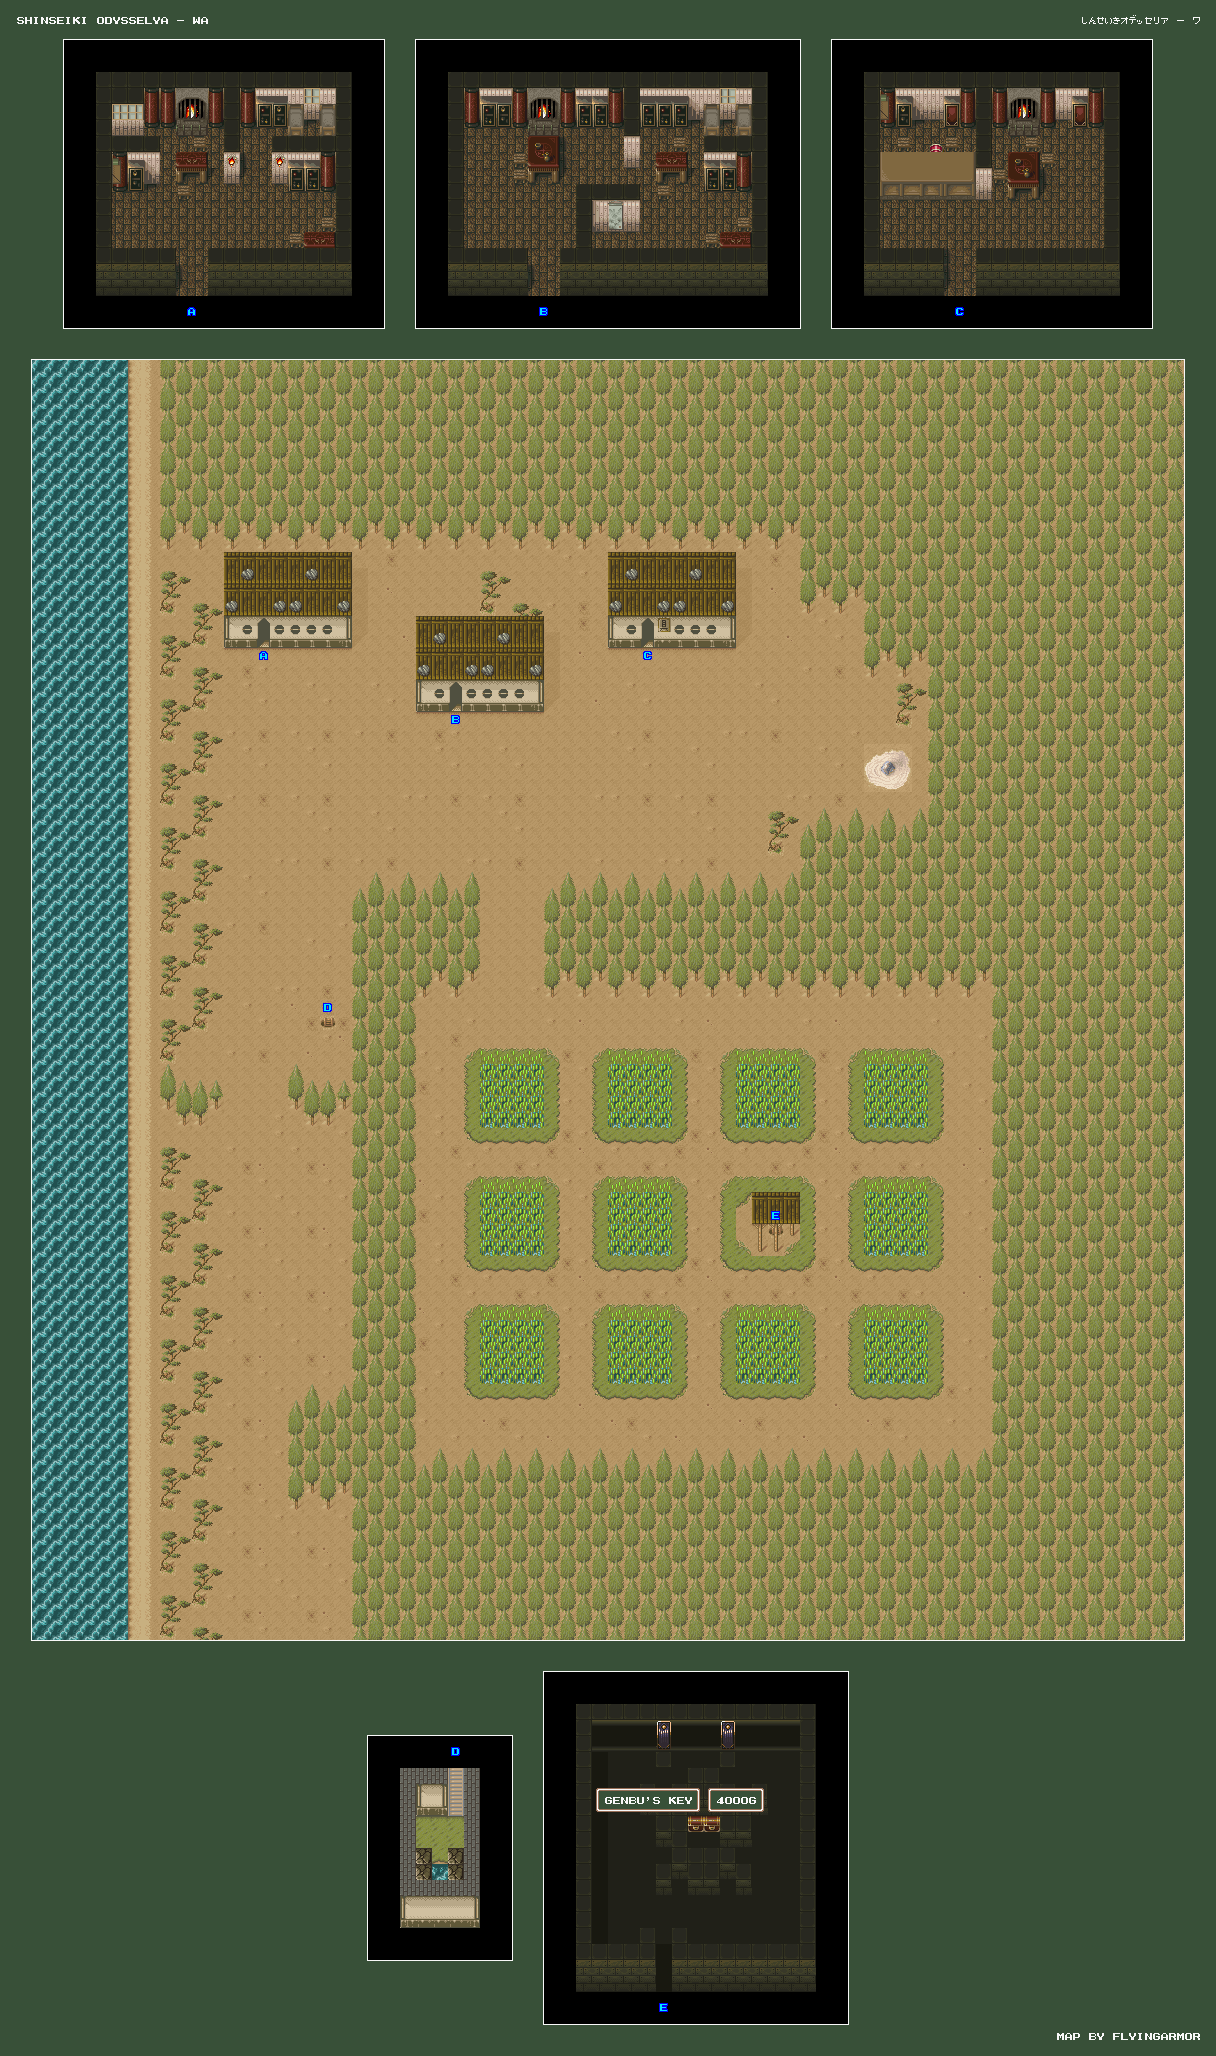 SHINSEIKI ODYSSELYA - WA
しんせいきオデッセリア - ワ
A
B
C
A
B
C
D
E
D
GENBU'S KEY
4000G
E
MAP BY FLYINGARMOR